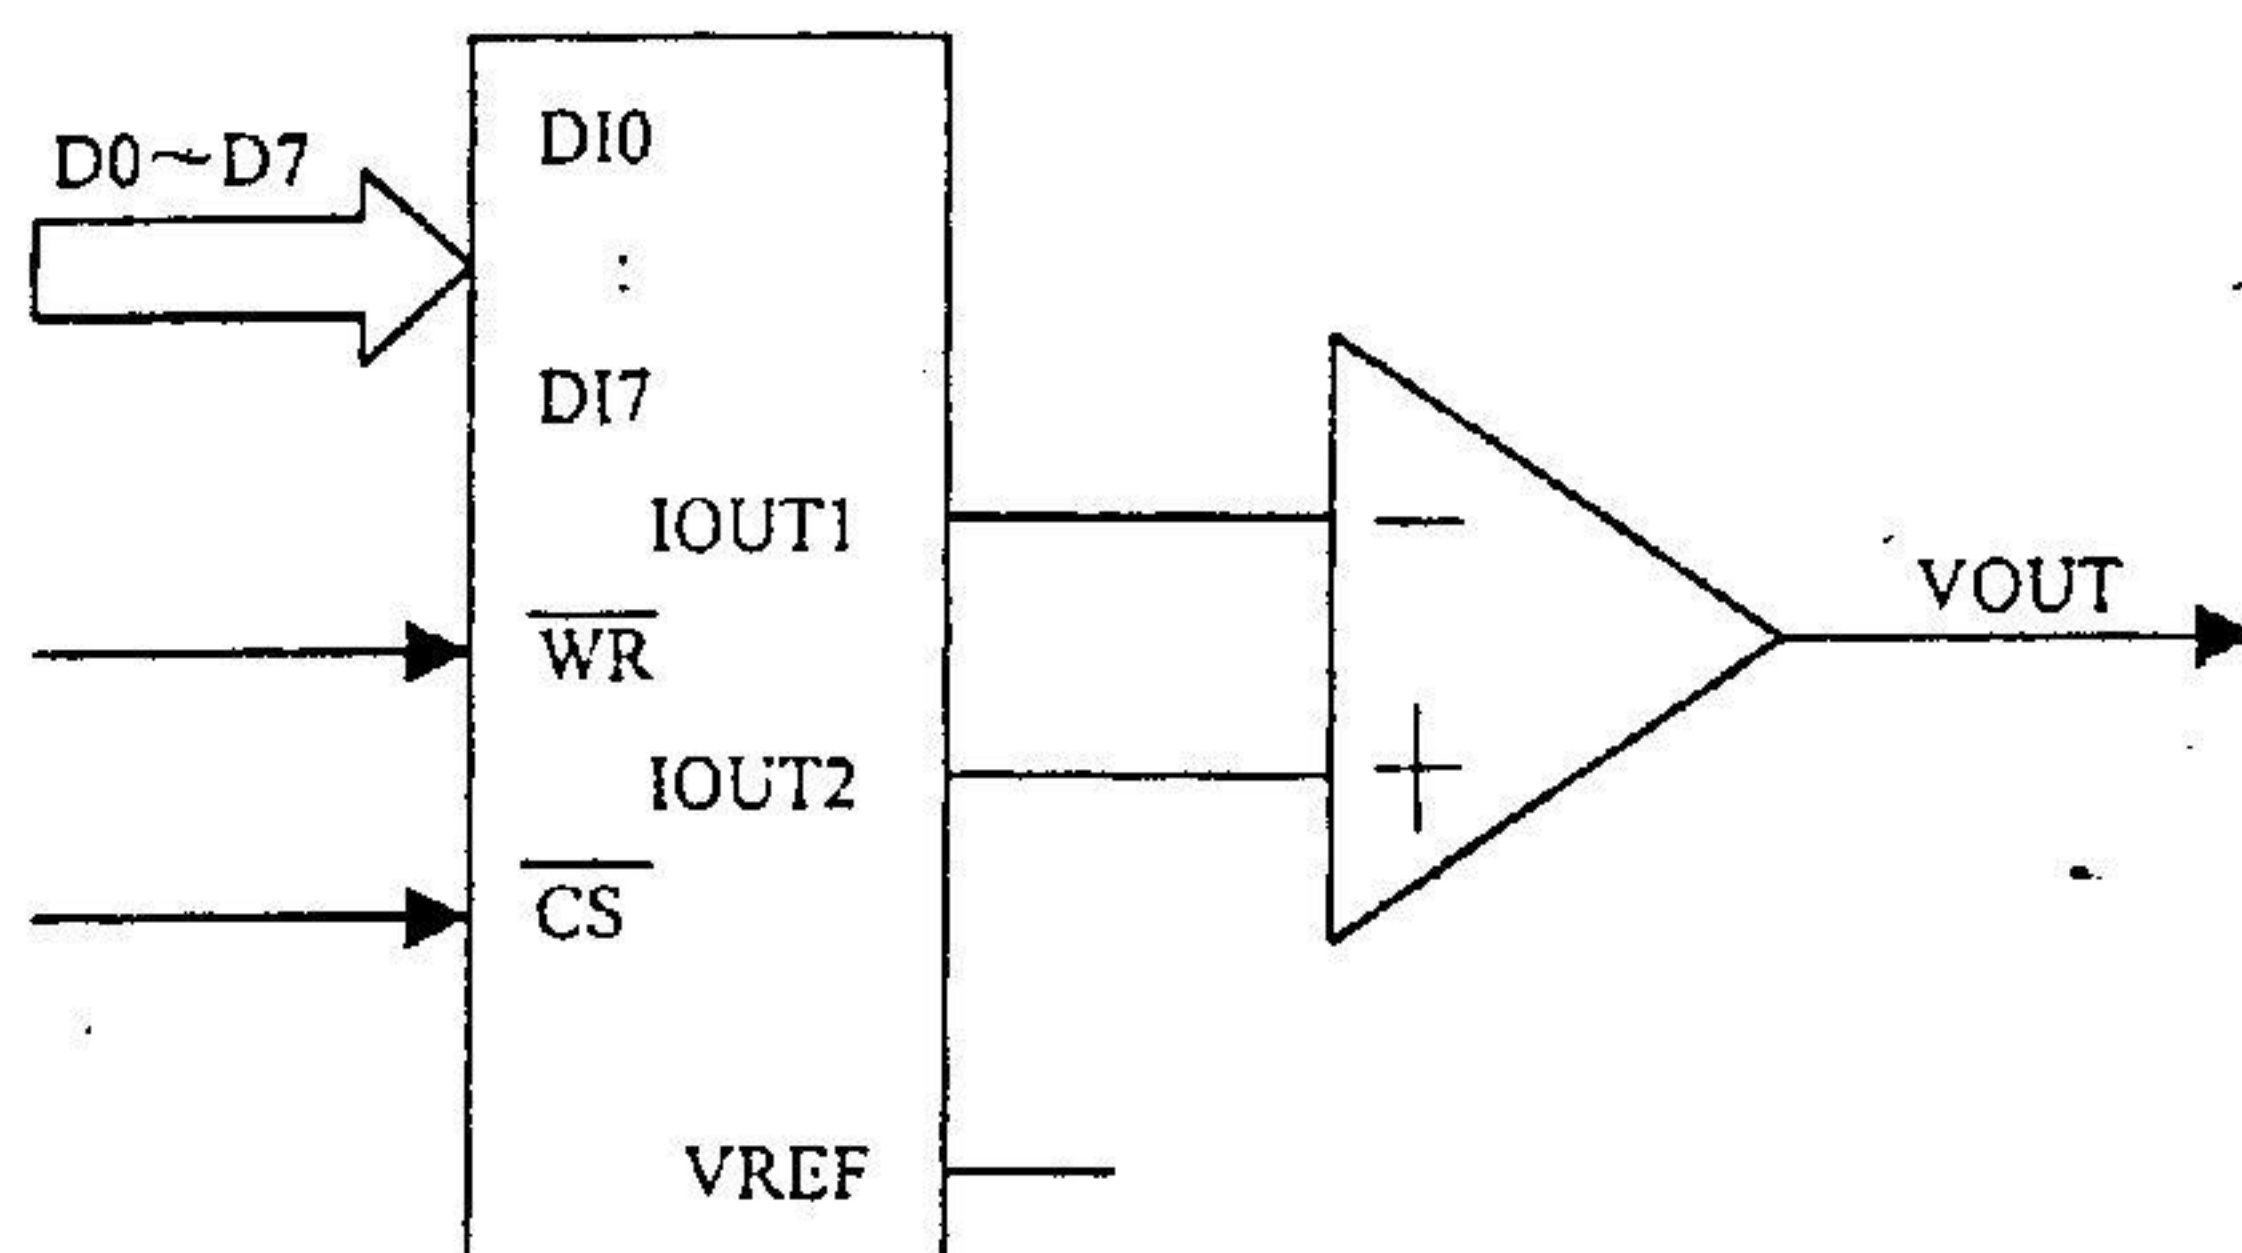 D0～D7
DI0
:
DI7
IOUT1
WR
VOUT
IOUT2
CS
VREF
−
+